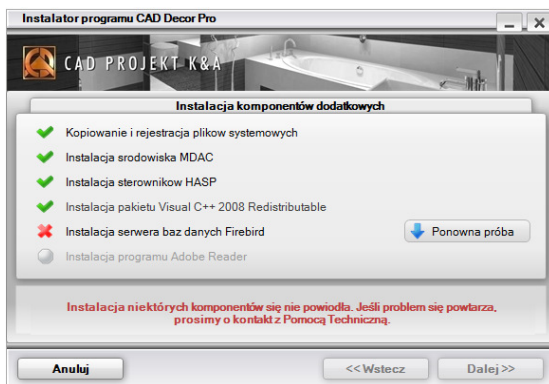 Instalator programu CAD Decor Pro
CAD PROJEKT K&A
Instalacja komponentów dodatkowych
Kopiowanie i rejestracja plikow systemowych
Instalacja srodowiska MDAC
Instalacja sterownikow HASP
Instalacja pakietu Visual C++ 2008 Redistributable
Instalacja serwera baz danych Firebird
Ponowna próba
Instalacja programu Adobe Reader
Instalacja niektórych komponentów się nie powiodła. Jeśli problem się powtarza,
prosimy o kontakt z Pomocą Techniczną.
Anuluj
<< Wstecz
Dalej >>